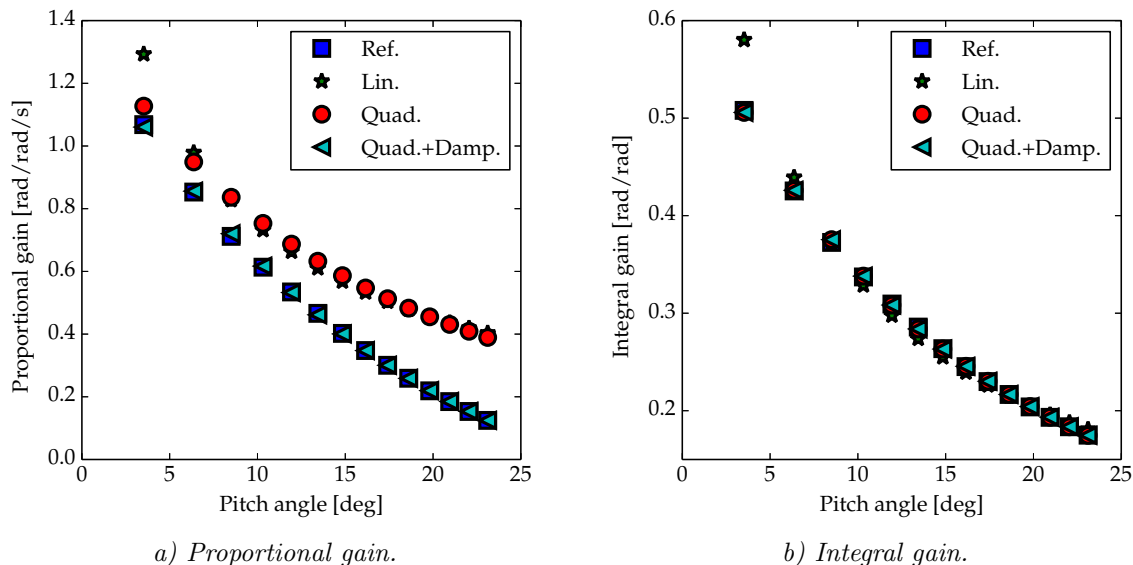 1.4
1.2
1.0
0.8
0.6
0.4
0.2
0.0
Proportional gain [rad/rad/s]
Ref.
Lin.
Quad.
Quad.+Damp.
0 5 10 15 20 25
Pitch angle [deg]
a) Proportional gain.
0.6
0.5
0.4
0.3
0.2
Integral gain [rad/rad]
Ref.
Lin.
Quad.
Quad.+Damp.
0 5 10 15 20 25
Pitch angle [deg]
b) Integral gain.